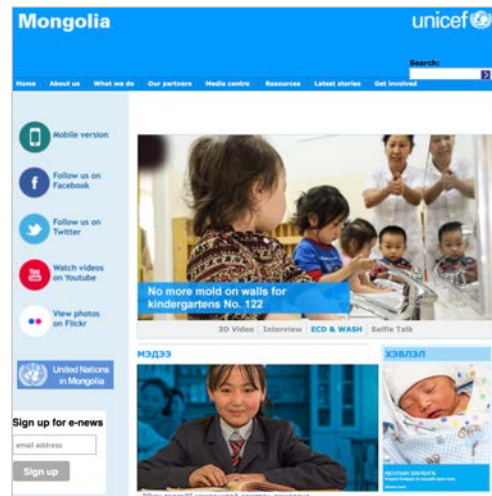 Mongolia
unicef
Search:
Home About us What we do Our partners Media centre Resources Latest stories Get involved
Mobile version
Follow us on
Facebook
Follow us on
Twitter
You
Tube
Watch videos
on Youtube
View photos
on Flickr
United Nations
in Mongolia
Sign up for e-news
email address
Sign up
No more mold on walls for
kindergartens No. 122
3D Video Interview ECD & WASH Selfie Talk
МЭДЭЭ
ХЭВЛЭЛ